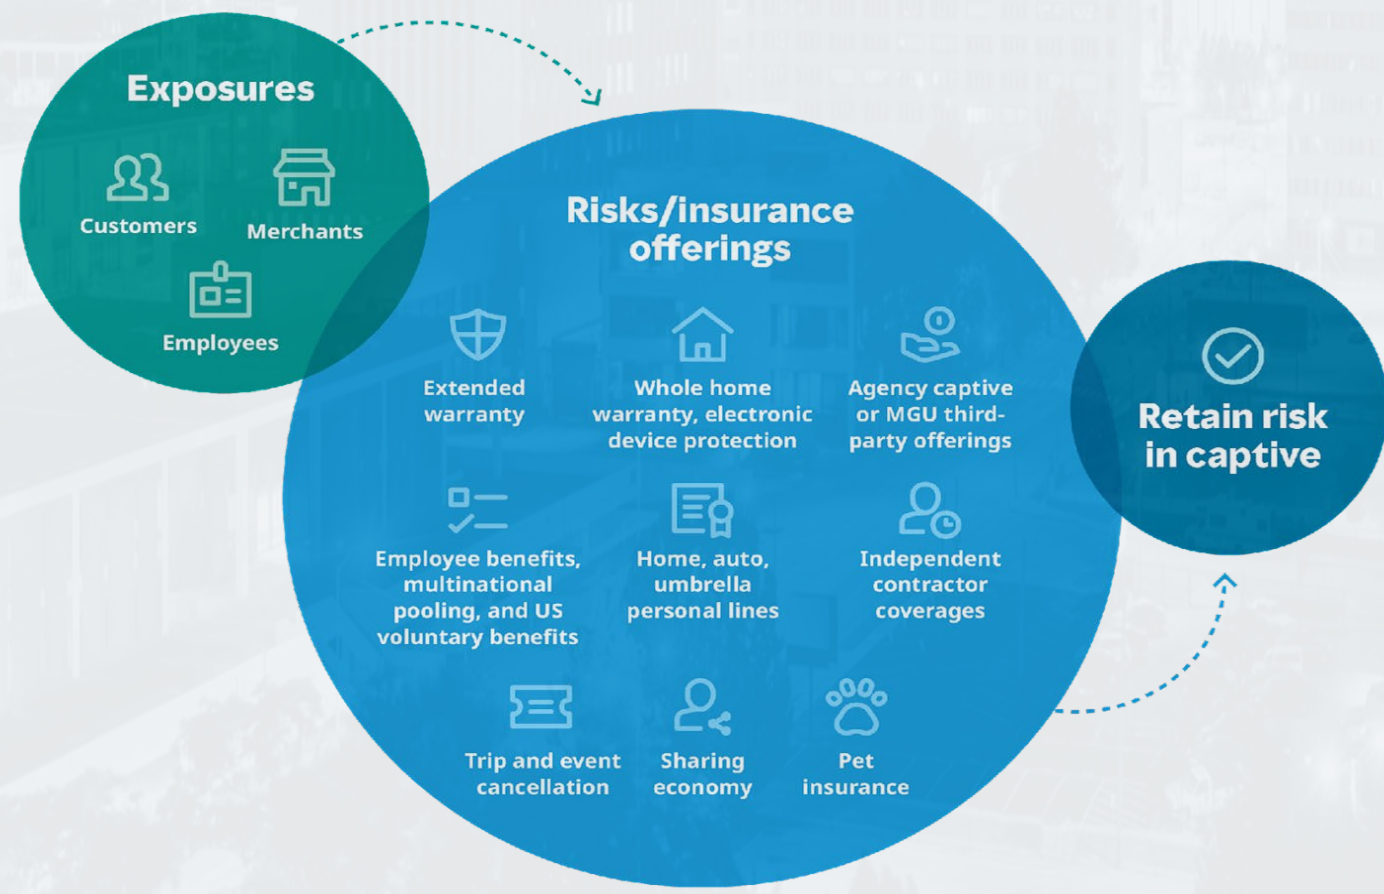 Exposures
Customers
Merchants
Employees
Risks/insurance
offerings
Extended
warranty
Whole home
warranty, electronic
device protection
Agency captive
or MGU third-
party offerings
Employee benefits,
multinational
pooling, and US
voluntary benefits
Home, auto,
umbrella
personal lines
Independent
contractor
coverages
Trip and event
cancellation
Sharing
economy
Pet
insurance
Retain risk
in captive